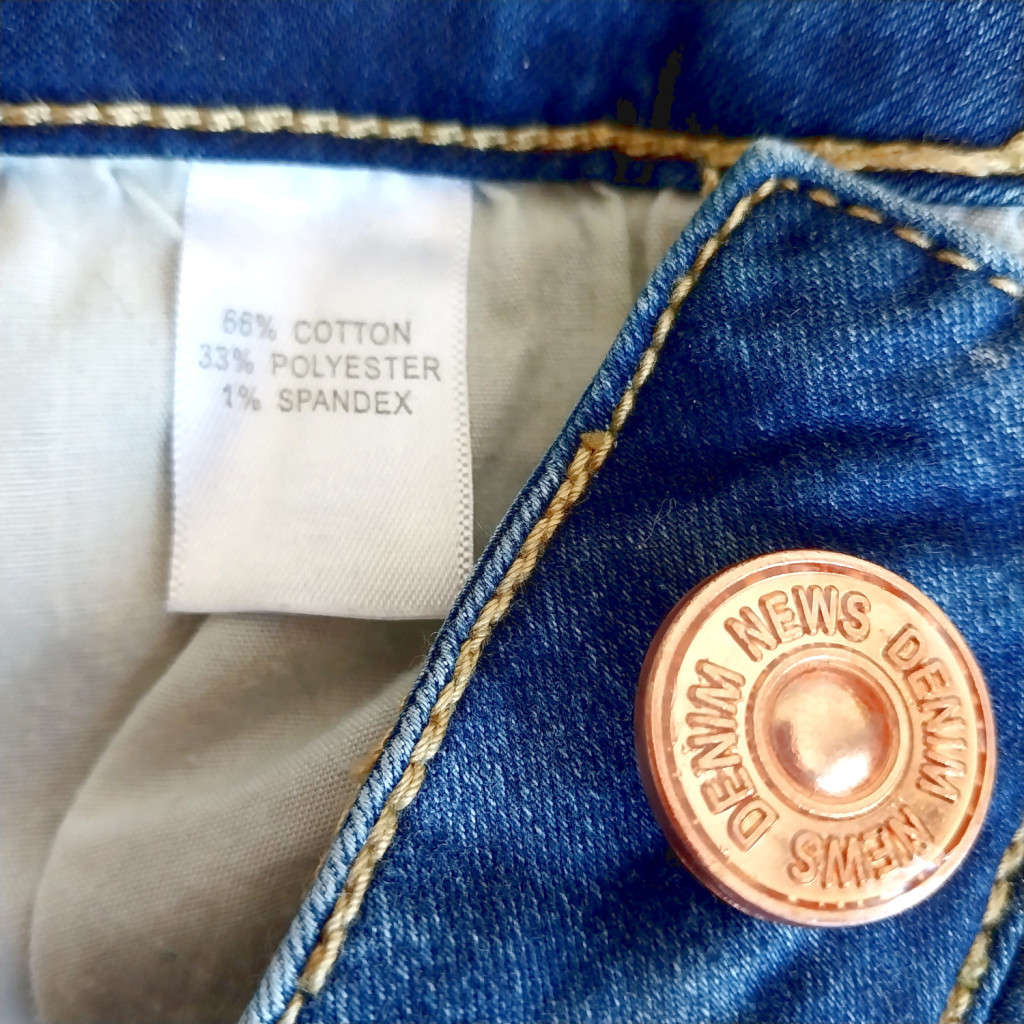 66% COTTON
33% POLYESTER
1% SPANDEX
DENIM NEWS DENIM NEWS